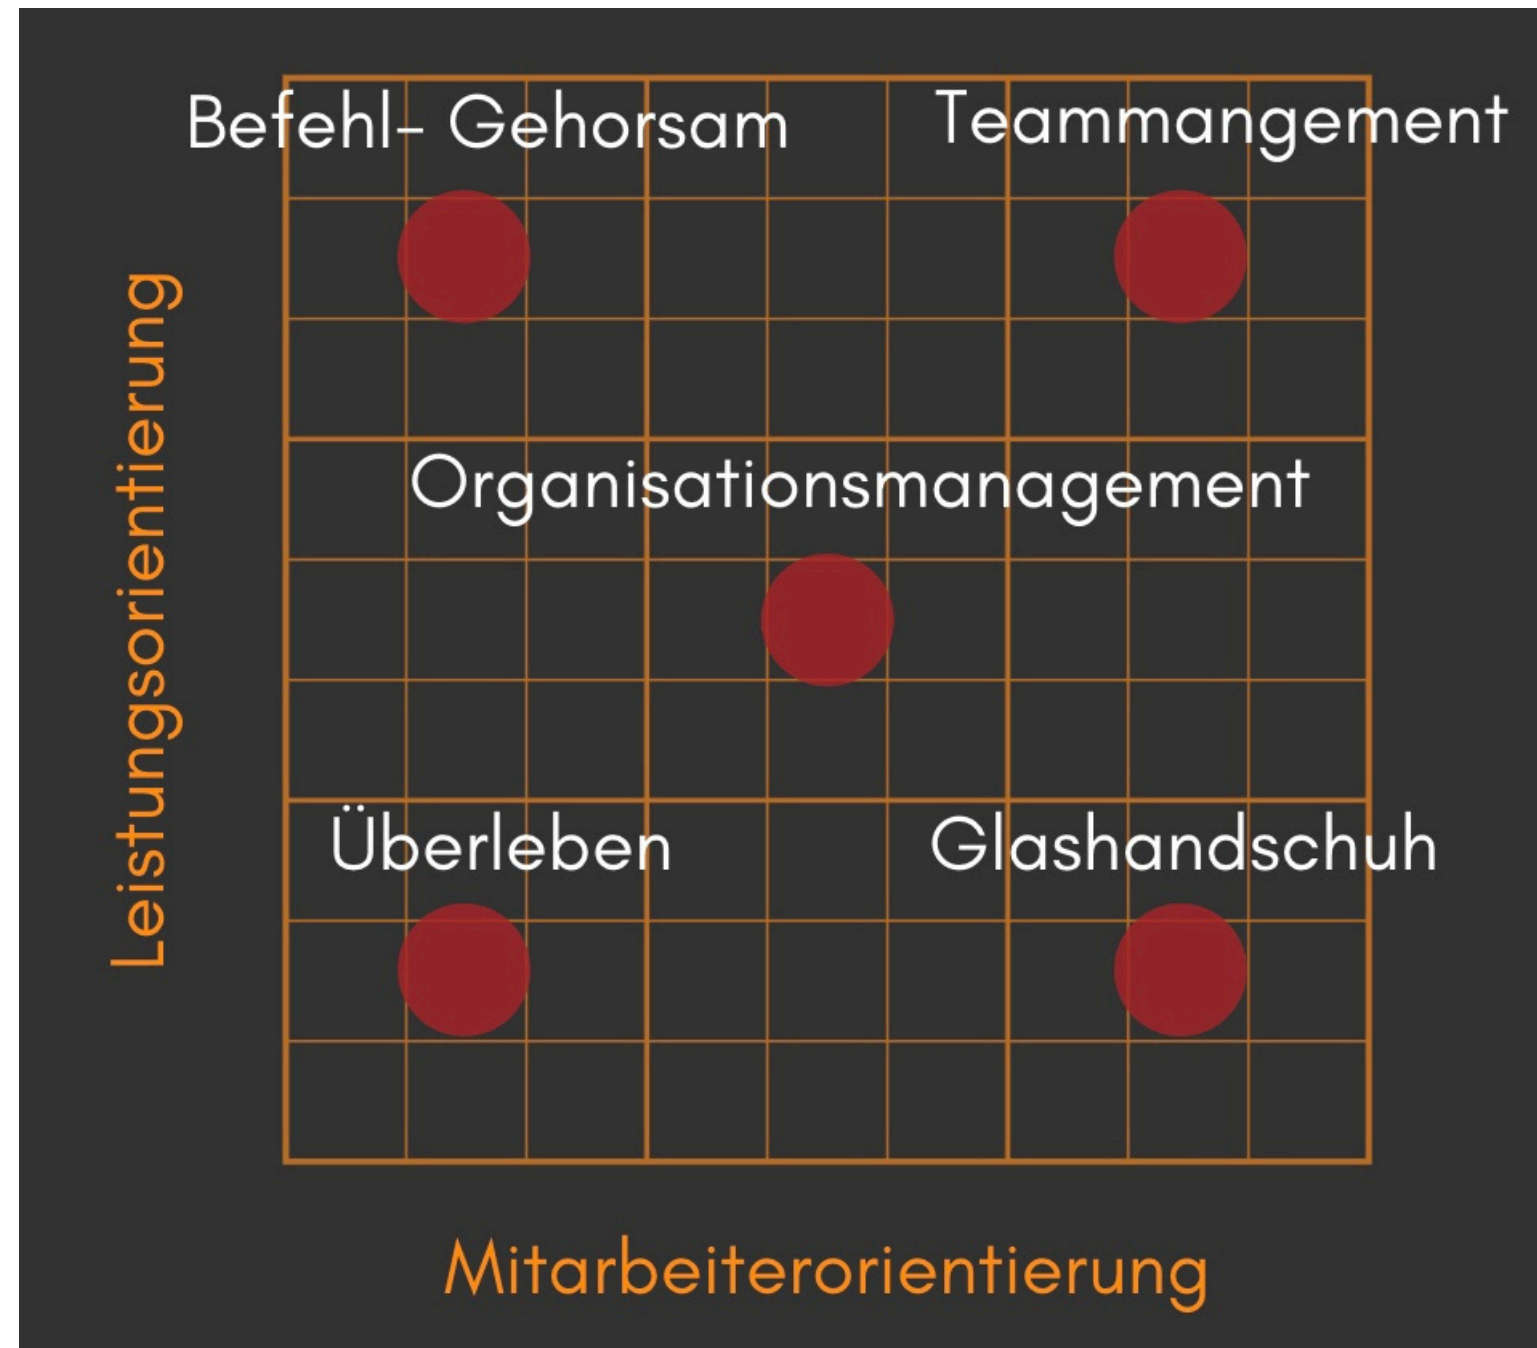 Befehl- Gehorsam
Teammangement
Leistungsorientierung
Organisationsmanagement
Überleben
Glashandschuh
Mitarbeiterorientierung